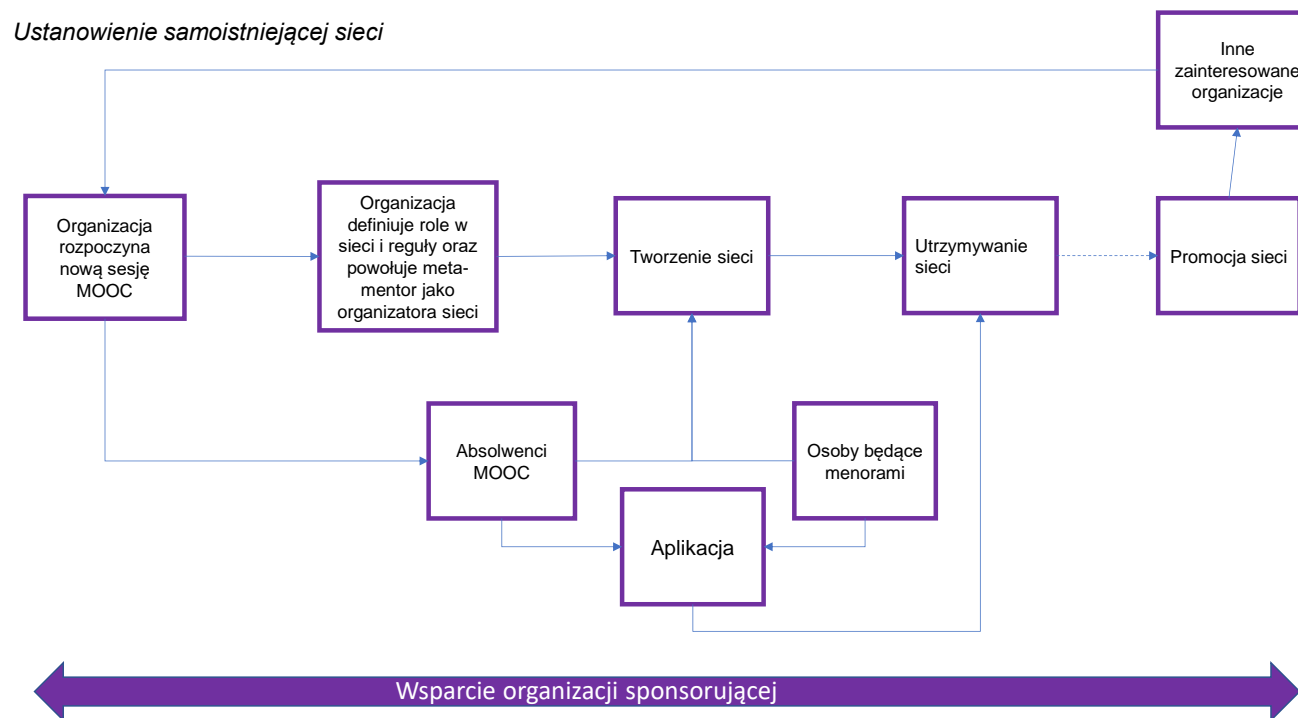 Ustanowienie samoistniejącej sieci
Inne
zainteresowane
organizacje
Organizacja
rozpoczyna
nową sesję
MOOC
Organizacja
definiuje role w
sieci i reguły oraz
powołuje meta-
mentor jako
organizatora sieci
Tworzenie sieci
Utrzymywanie
sieci
Promocja sieci
Absolwenci
MOOC
Osoby będące
menorami
Aplikacja
Wsparcie organizacji sponsorującej